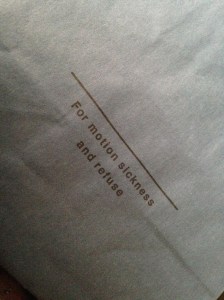 For motion sickness
and refuse